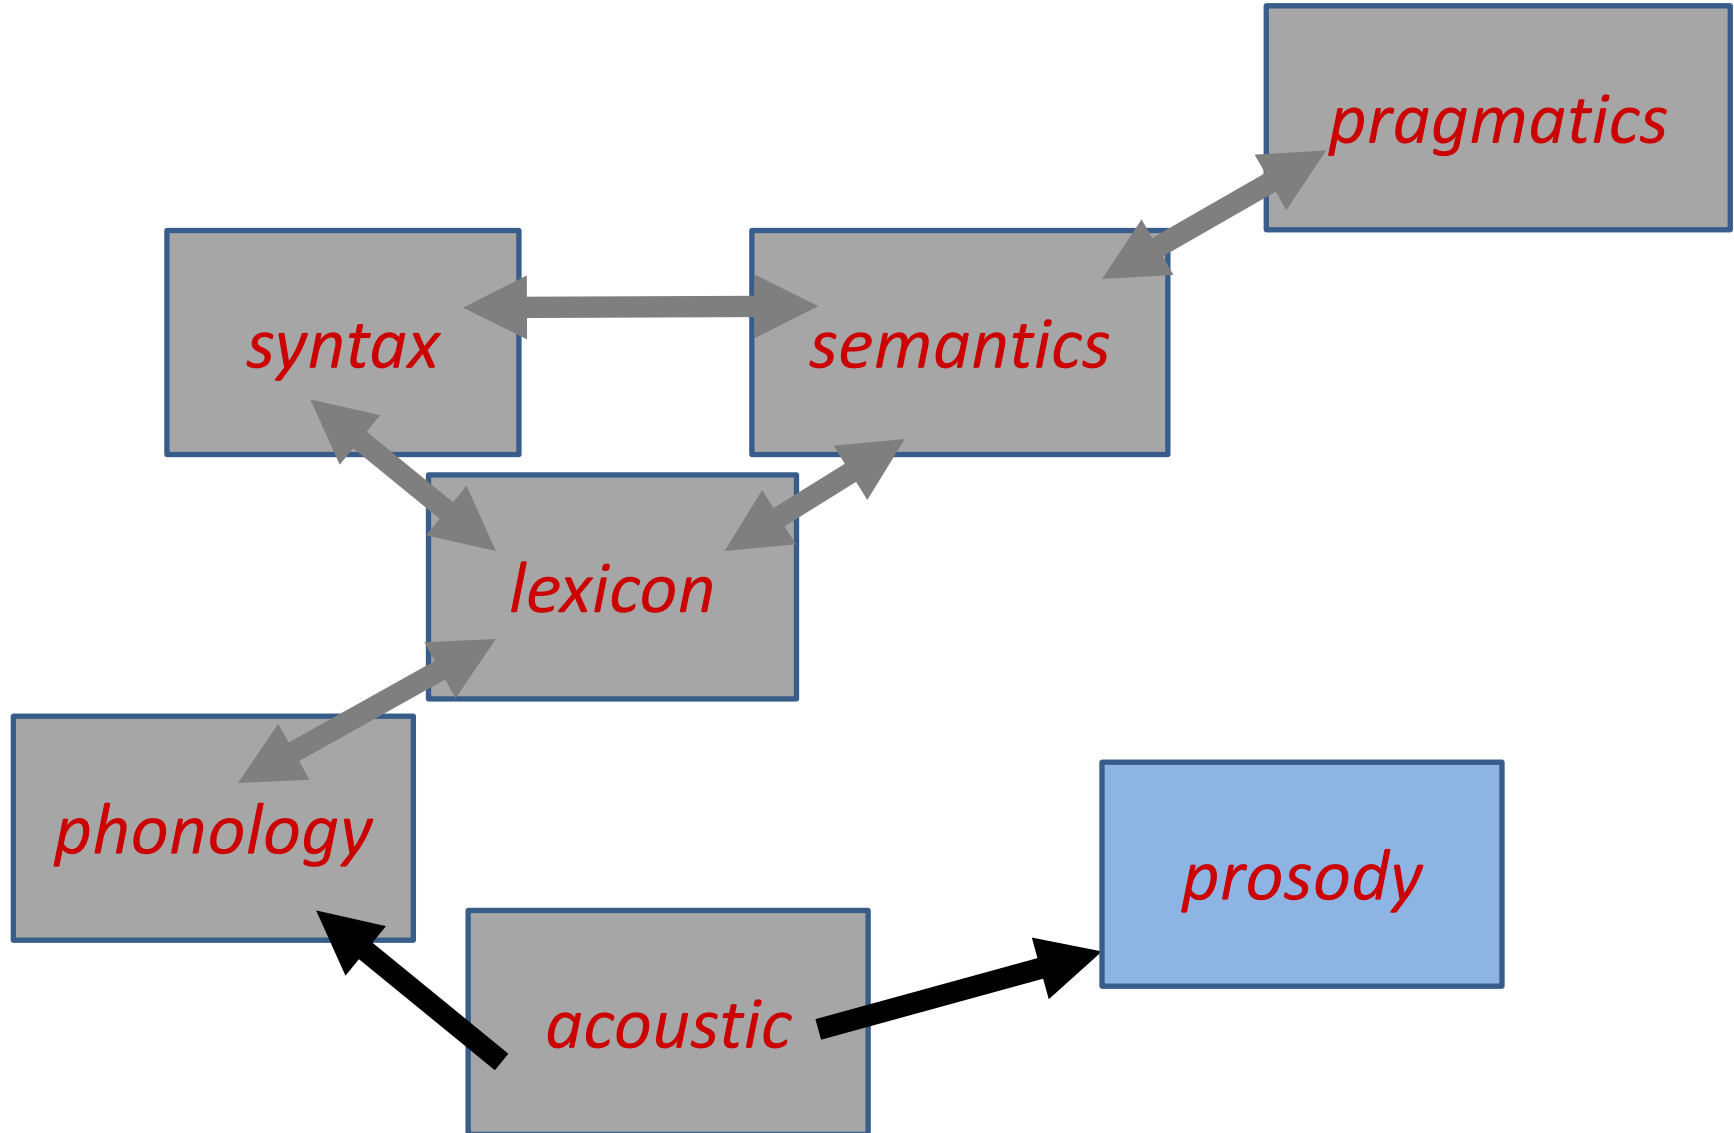 pragmatics
syntax
semantics
lexicon
phonology
prosody
acoustic